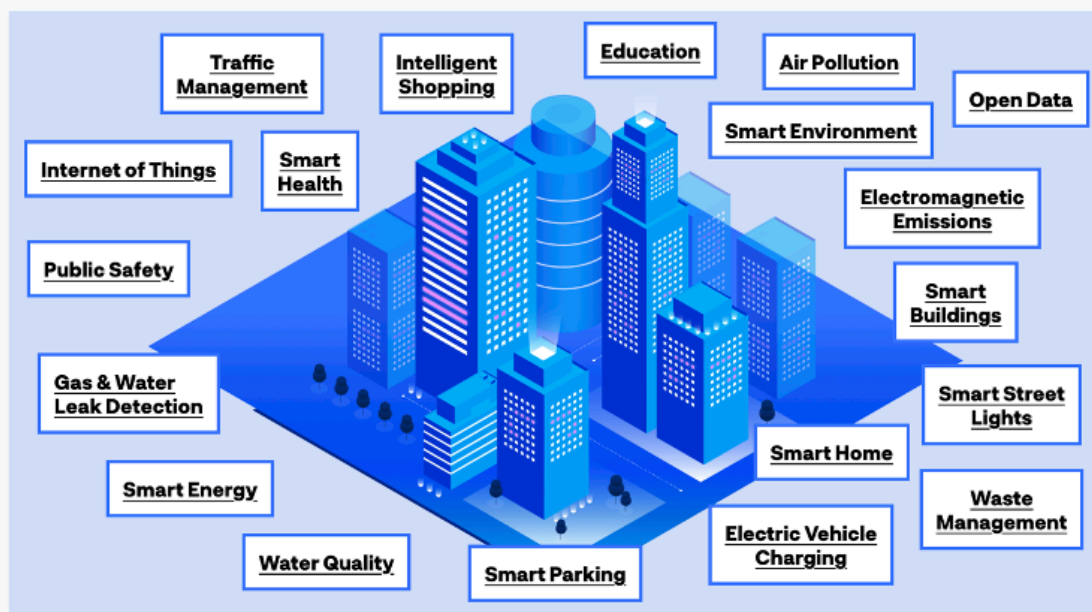 Traffic
Management
Intelligent
Shopping
Education
Air Pollution
Open Data
Smart Environment
Internet of Things
Smart
Health
Electromagnetic
Emissions
Public Safety
Smart
Buildings
Gas & Water
Leak Detection
Smart Street
Lights
Smart Home
Smart Energy
Waste
Management
Electric Vehicle
Charging
Water Quality
Smart Parking